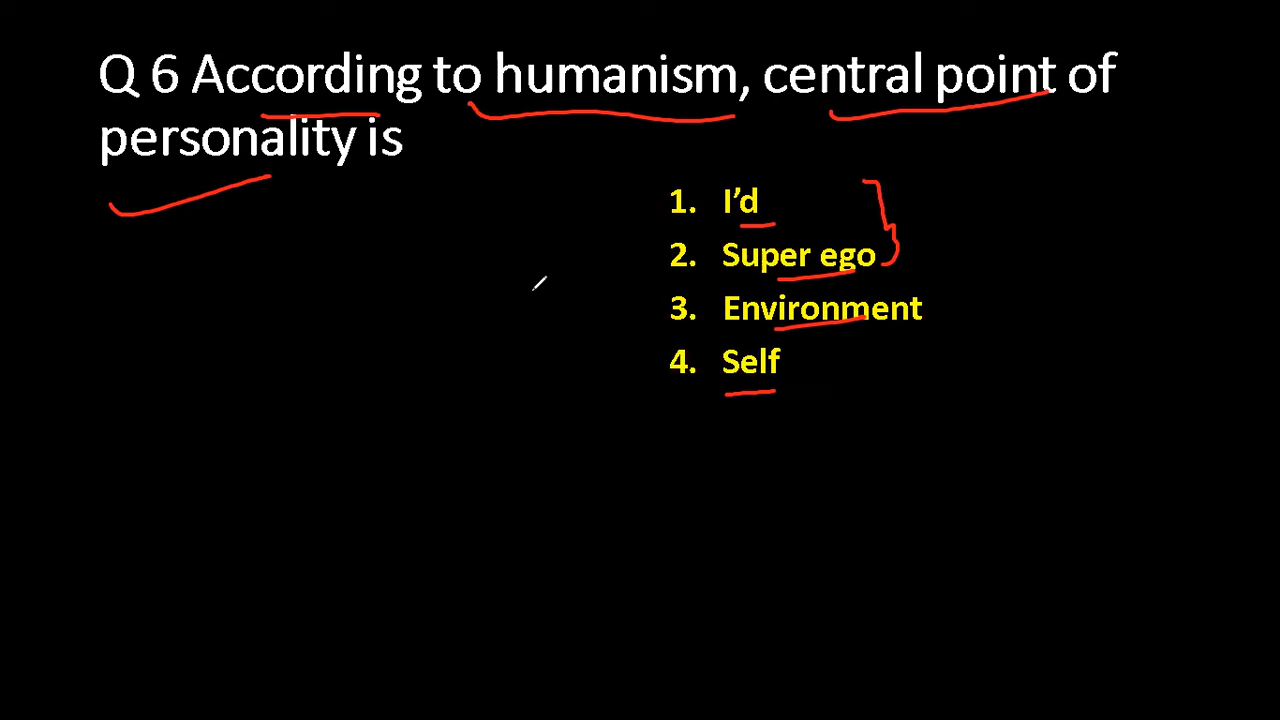 Q 6 According to humanism, central point of
personality is
1. I’d
2. Super ego
3. Environment
4. Self